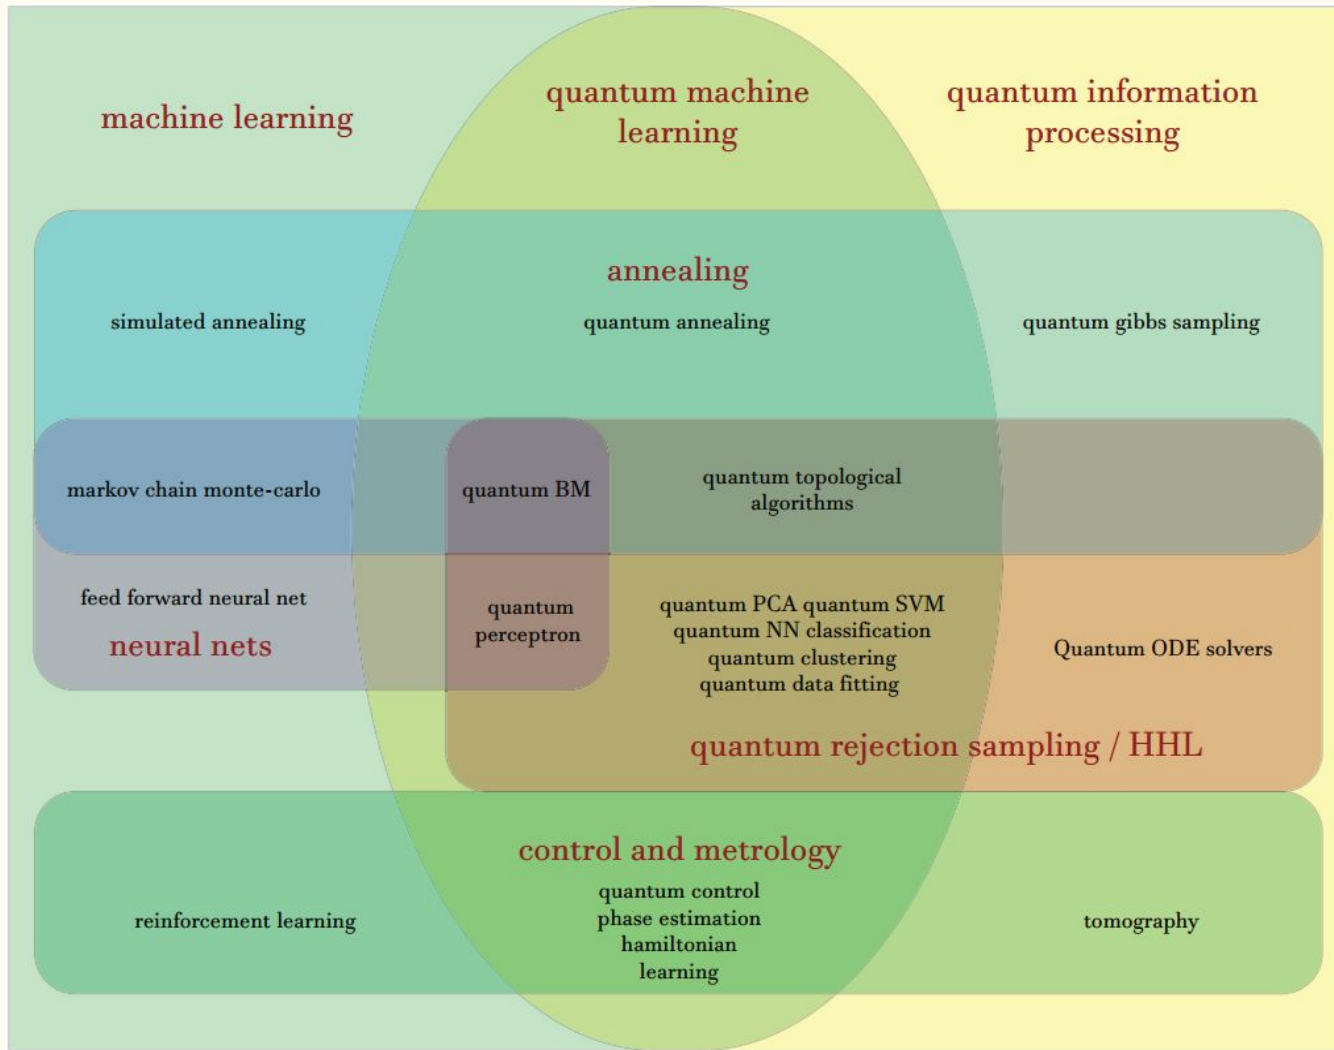 machine learning
quantum machine
learning
quantum information
processing
annealing
simulated annealing
quantum annealing
quantum gibbs sampling
markov chain monte-carlo
quantum BM
quantum topological
algorithms
feed forward neural net
neural nets
quantum
perceptron
quantum PCA quantum SVM
quantum NN classification
quantum clustering
quantum data fitting
Quantum ODE solvers
quantum rejection sampling / HHL
control and metrology
reinforcement learning
quantum control
phase estimation
hamiltonian
learning
tomography